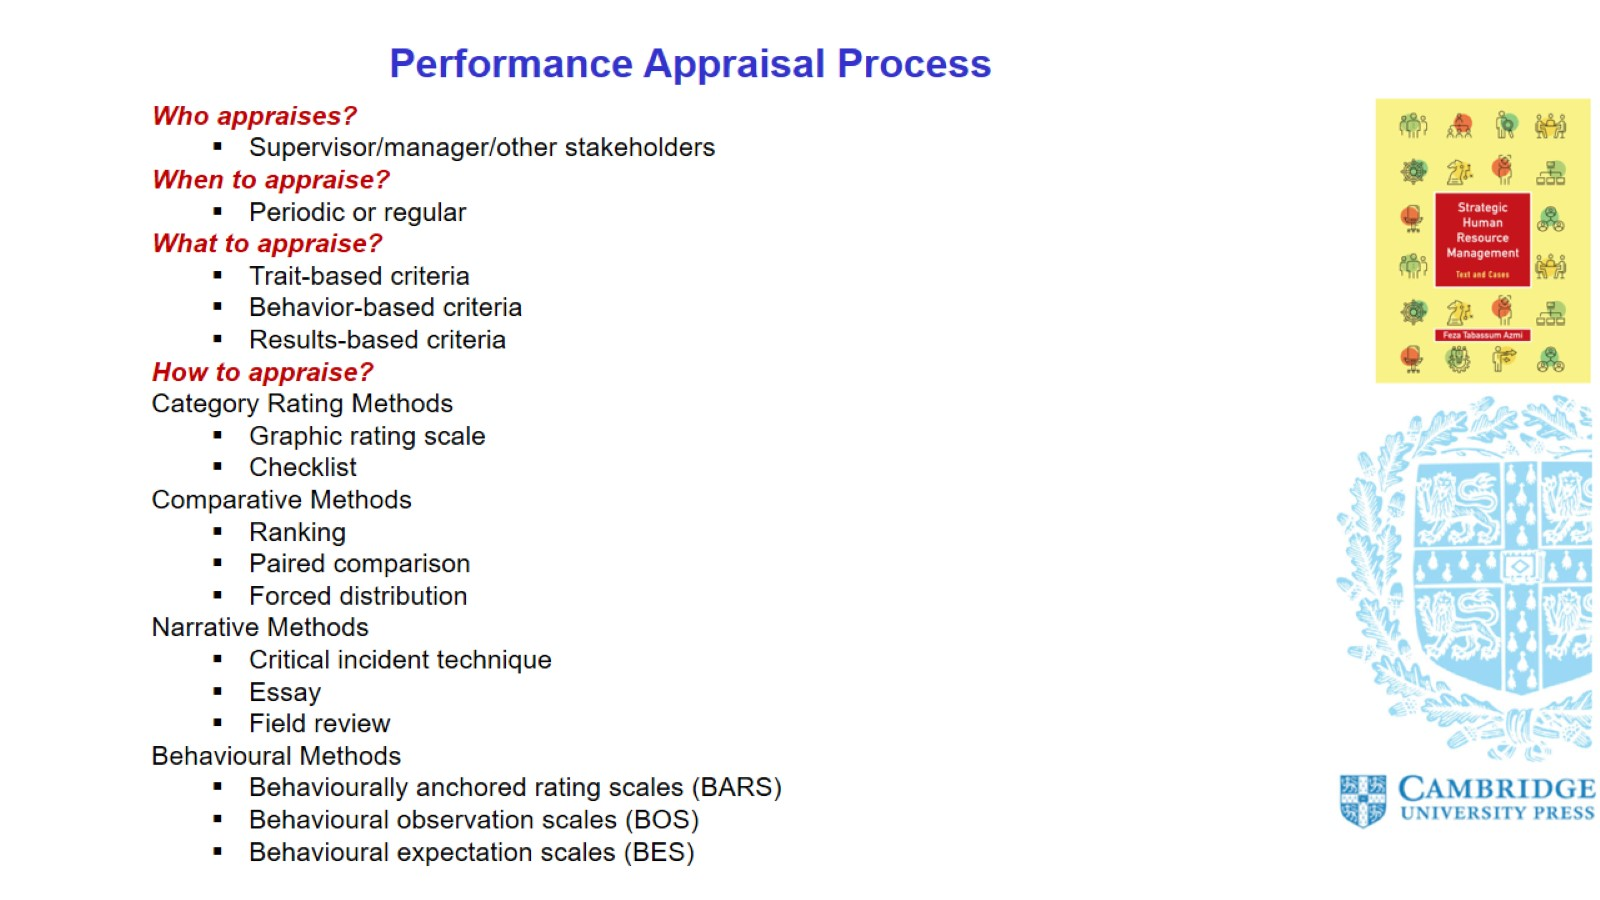 Performance Appraisal Process
Who appraises?
▪ Supervisor/manager/other stakeholders
When to appraise?
▪ Periodic or regular
What to appraise?
▪ Trait-based criteria
▪ Behavior-based criteria
▪ Results-based criteria
How to appraise?
Category Rating Methods
▪ Graphic rating scale
▪ Checklist
Comparative Methods
▪ Ranking
▪ Paired comparison
▪ Forced distribution
Narrative Methods
▪ Critical incident technique
▪ Essay
▪ Field review
Behavioural Methods
▪ Behaviourally anchored rating scales (BARS)
▪ Behavioural observation scales (BOS)
▪ Behavioural expectation scales (BES)
Strategic
Human
Resource
Management
Text and Cases
Feza Tabassum Azmi
CAMBRIDGE
UNIVERSITY PRESS